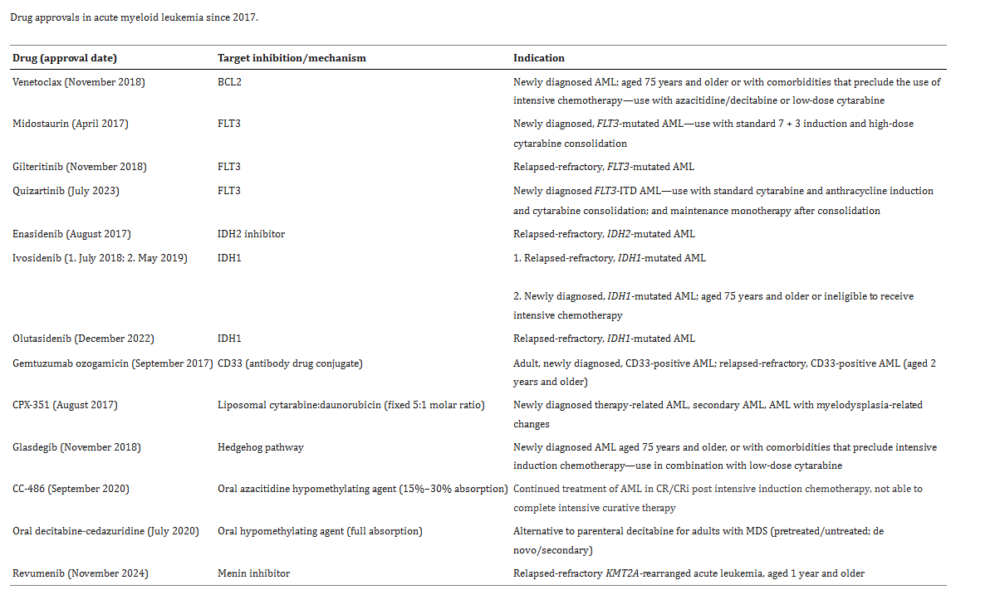 Drug approvals in acute myeloid leukemia since 2017.
Drug (approval date) Target inhibition/mechanism Indication
Venetoclax (November 2018) BCL2 Newly diagnosed AML; aged 75 years and older or with comorbidities that preclude the use of
intensive chemotherapy—use with azacitidine/decitabine or low-dose cytarabine
Midostaurin (April 2017) FLT3 Newly diagnosed, FLT3-mutated AML—use with standard 7 + 3 induction and high-dose
cytarabine consolidation
Gilteritinib (November 2018) FLT3 Relapsed-refractory, FLT3-mutated AML
Quizartinib (July 2023) FLT3 Newly diagnosed FLT3-ITD AML—use with standard cytarabine and anthracycline induction
and cytarabine consolidation; and maintenance monotherapy after consolidation
Enasidenib (August 2017) IDH2 inhibitor Relapsed-refractory, IDH2-mutated AML
Ivosidenib (1. July 2018; 2. May 2019) IDH1 1. Relapsed-refractory, IDH1-mutated AML
2. Newly diagnosed, IDH1-mutated AML; aged 75 years and older or ineligible to receive
intensive chemotherapy
Olutasidenib (December 2022) IDH1 Relapsed-refractory, IDH1-mutated AML
Gemtuzumab ozogamicin (September 2017) CD33 (antibody drug conjugate) Adult, newly diagnosed, CD33-positive AML; relapsed-refractory, CD33-positive AML (aged 2
years and older)
CPX-351 (August 2017) Liposomal cytarabine:daunorubicin (fixed 5:1 molar ratio) Newly diagnosed therapy-related AML, secondary AML, AML with myelodysplasia-related
changes
Glasdegib (November 2018) Hedgehog pathway Newly diagnosed AML aged 75 years and older, or with comorbidities that preclude intensive
induction chemotherapy—use in combination with low-dose cytarabine
CC-486 (September 2020) Oral azacitidine hypomethylating agent (15%–30% absorption) Continued treatment of AML in CR/CRi post intensive induction chemotherapy, not able to
complete intensive curative therapy
Oral decitabine-cedazuridine (July 2020) Oral hypomethylating agent (full absorption) Alternative to parenteral decitabine for adults with MDS (pretreated/untreated; de
novo/secondary)
Revumenib (November 2024) Menin inhibitor Relapsed-refractory KMT2A-rearranged acute leukemia, aged 1 year and older